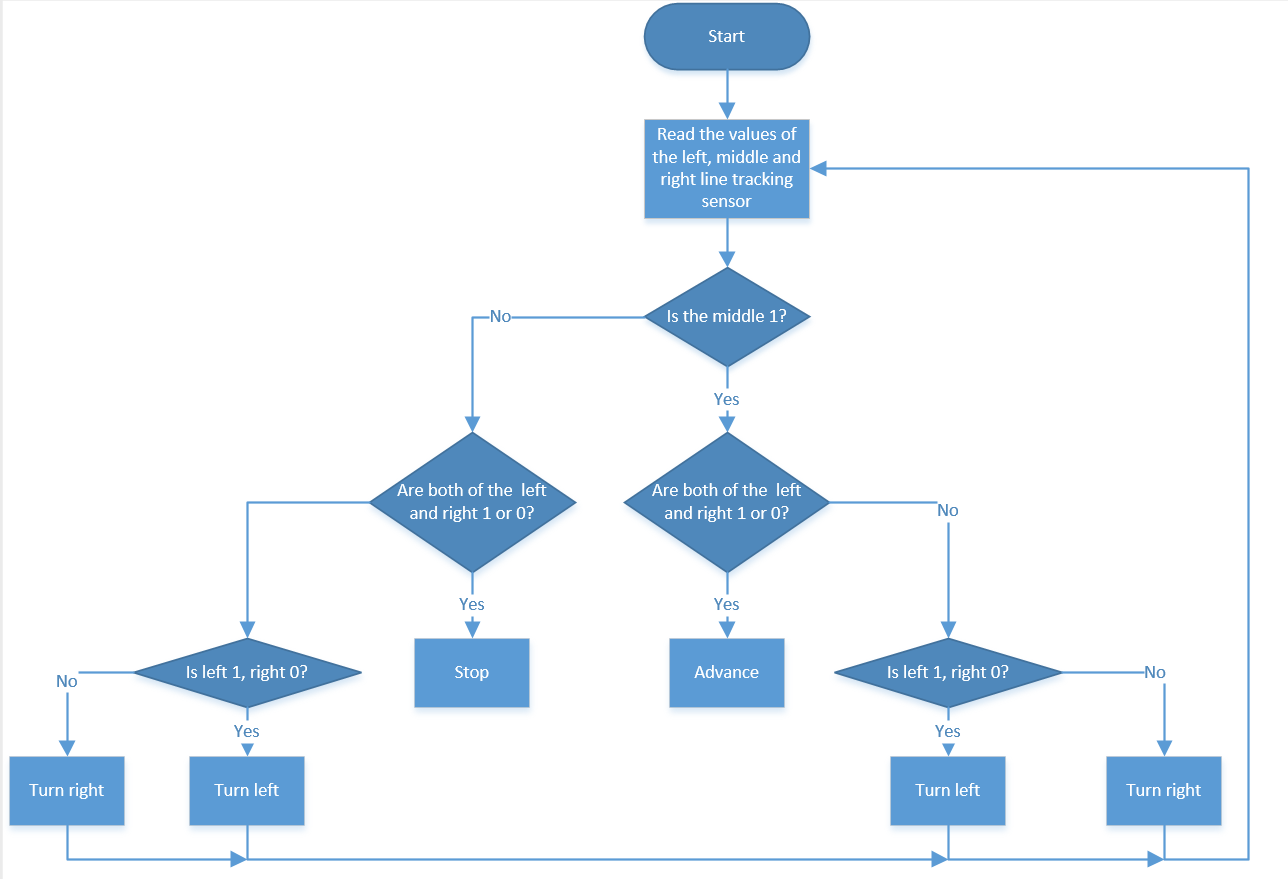 Start
Read the values of
the left, middle and
right line tracking
sensor
Is the middle 1?
No
Yes
Are both of the  left
and right 1 or 0?
Are both of the  left
and right 1 or 0?
No
Yes
Yes
Is left 1, right 0?
Stop
Advance
Is left 1, right 0?
No
No
Yes
Yes
Turn right
Turn left
Turn left
Turn right